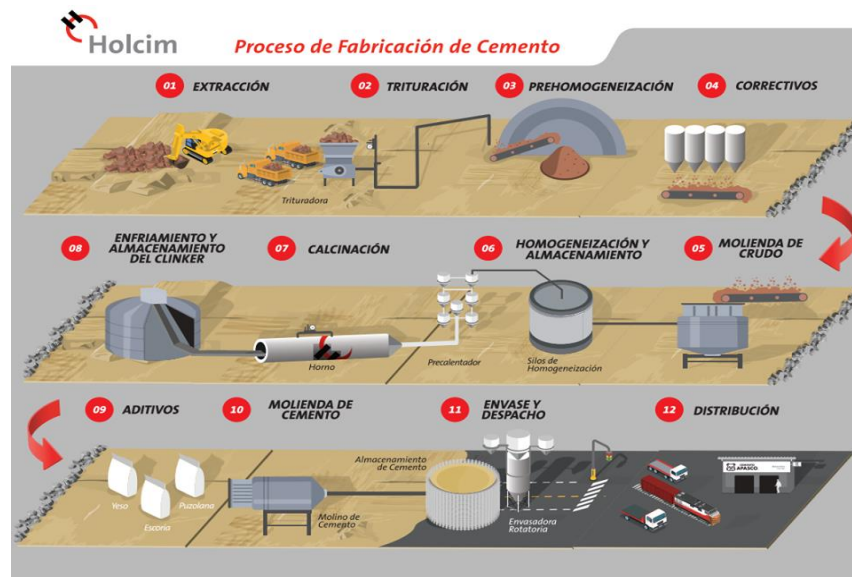 Holcim
Proceso de Fabricación de Cemento
01 EXTRACCIÓN
02 TRITURACIÓN
03 PREHOMOGENEIZACIÓN
04 CORRECTIVOS
Trituradora
08 ENFRIAMIENTO Y
ALMACENAMIENTO
DEL CLINKER
07 CALCINACIÓN
06 HOMOGENEIZACIÓN Y
ALMACENAMIENTO
05 MOLIENDA DE
CRUDO
Horno
Precalentador
Silos de
Homogeneización
09 ADITIVOS
10 MOLIENDA DE
CEMENTO
11 ENVASE Y
DESPACHO
12 DISTRIBUCIÓN
Yeso
Escoria
Puzolana
Molino de
Cemento
Almacenamiento
de Cemento
Envasadora
Rotatoria
APASCO